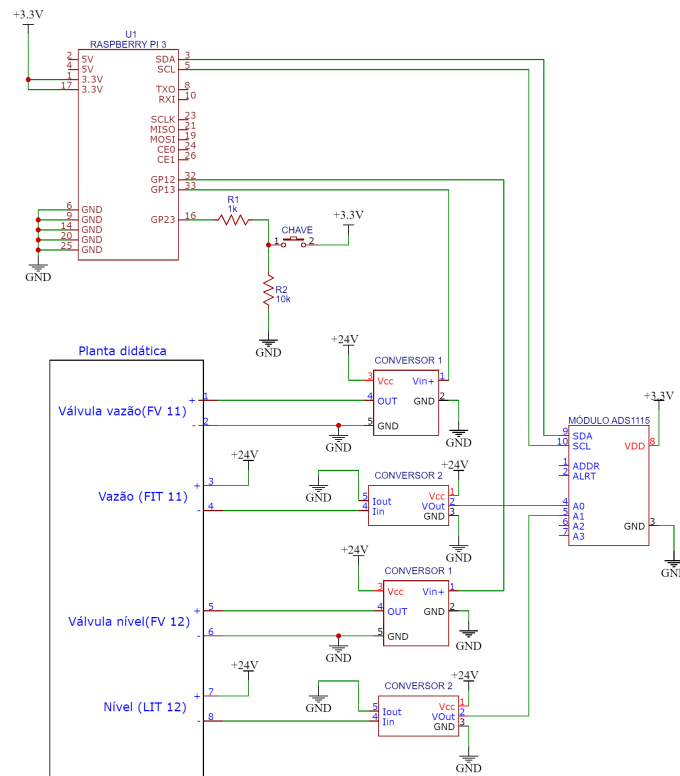 +3.3V
U1
RASPBERRY PI 3
2 5V
4 5V
1 3.3V
17 3.3V
6 GND
9 GND
14 GND
20 GND
25 GND
GND
SDA 3
SCL 5
TXO 8
RXI 10
SCLK 23
MISO 21
MOSI 19
CE0 24
CE1 26
GP12 32
GP13 33
GP23 16
R1
1k
CHAVE
1 2
+3.3V
R2
10k
GND
Planta didática
Válvula vazão(FV 11)
+ 1
- 2
Vazão (FIT 11)
+ 3
- 4
Válvula nível(FV 12)
+ 5
- 6
Nível (LIT 12)
+ 7
- 8
+24V
CONVERSOR 1
3 Vcc Vin+ 1
4 OUT GND 2
5 GND
GND
GND
+24V
GND
CONVERSOR 2
+24V
5 Iout
4 Iin
Vcc 1
VOut 2
GND 3
GND
+24V
CONVERSOR 1
3 Vcc Vin+ 1
4 OUT GND 2
5 GND
GND
GND
+24V
GND
CONVERSOR 2
+24V
5 Iout
4 Iin
Vcc 1
VOut 2
GND 3
GND
+3.3V
MÓDULO ADS1115
9 SDA
10 SCL
VDD 8
1 ADDR
2 ALRT
4 A0
5 A1
6 A2
7 A3
GND 3
GND